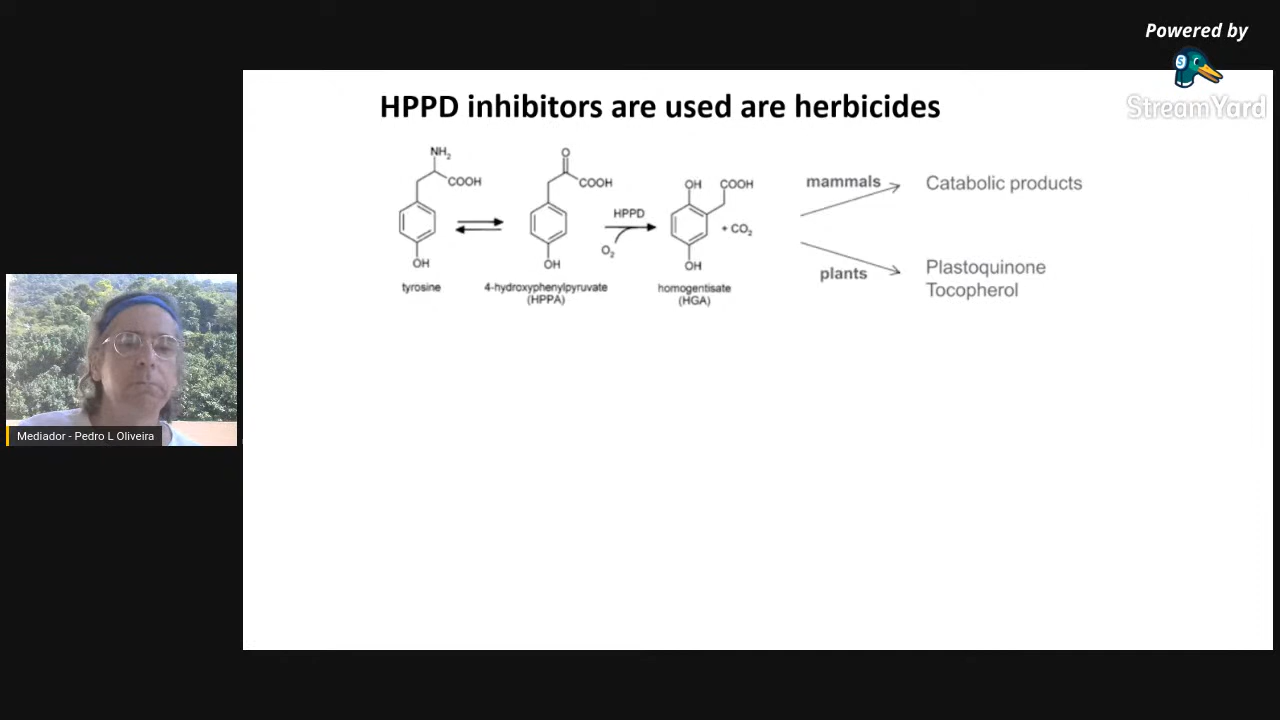 Powered by
StreamYard
HPPD inhibitors are used are herbicides
NH2
COOH
OH
tyrosine
O
COOH
OH
4-hydroxyphenylpyruvate
(HPPA)
HPPD
O2
OH
COOH
+ CO2
OH
homogentisate
(HGA)
mammals
Catabolic products
plants
Plastoquinone
Tocopherol
Mediador - Pedro L Oliveira